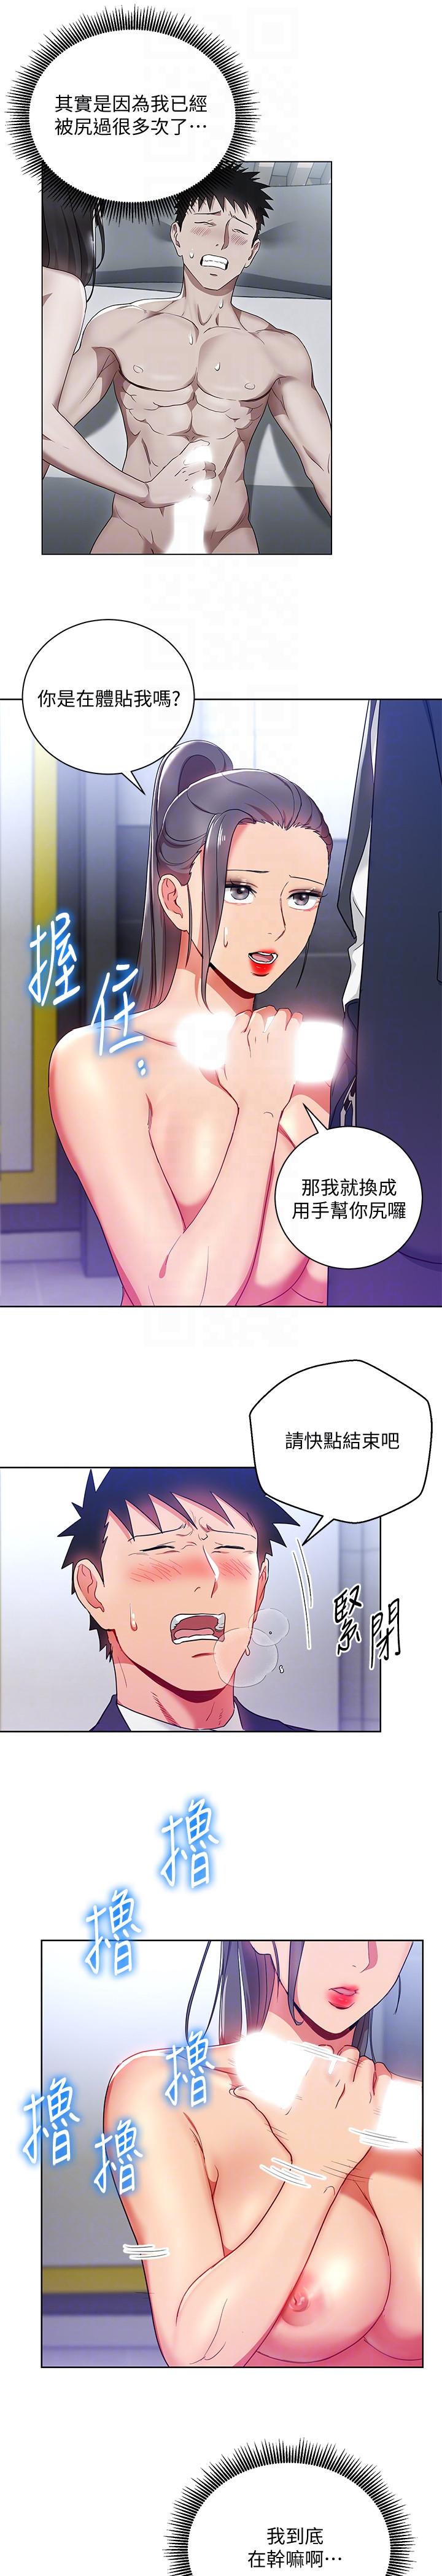 其實是因為我已經
被尻過很多次了…
你是在體貼我嗎?
握住
那我就換成
用手幫你尻囉
請快點結束吧
緊閉
擼
擼
擼
擼
擼
我到底
在幹嘛啊…